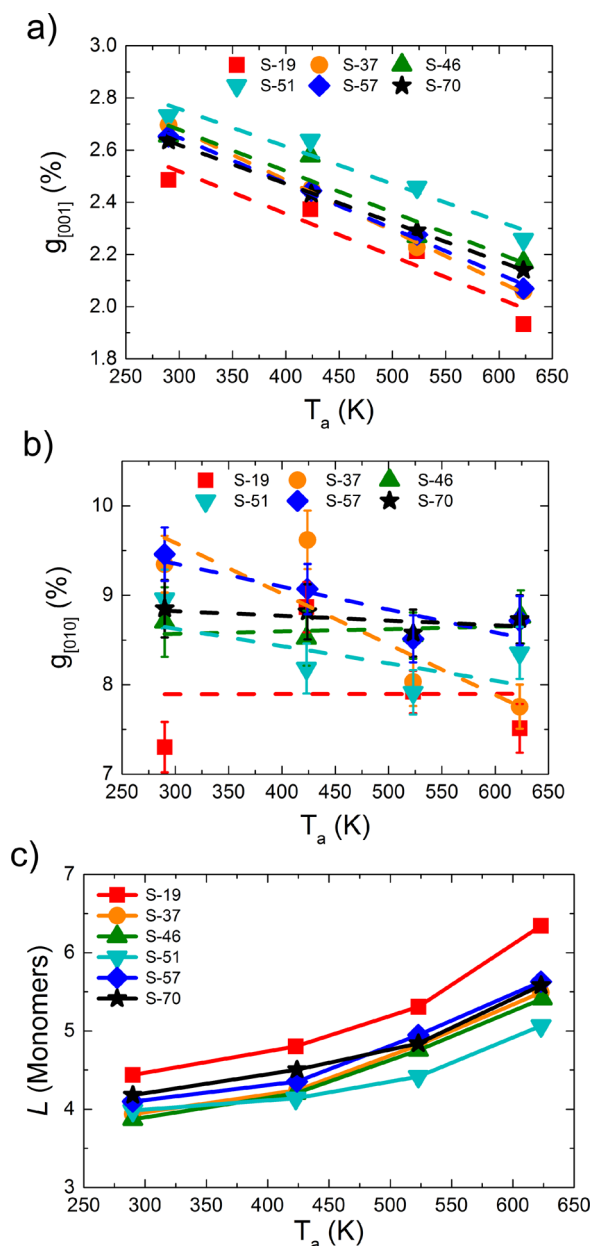 a)
S-19 S-37 S-46
S-51 S-57 S-70
3.0
2.8
2.6
2.4
2.2
2.0
1.8
g[001] (%)
250 300 350 400 450 500 550 600 650
Ta (K)
b)
S-19 S-37 S-46
S-51 S-57 S-70
10
9
8
7
g[010] (%)
250 300 350 400 450 500 550 600 650
Ta (K)
c)
S-19
S-37
S-46
S-51
S-57
S-70
7
6
5
4
3
L (Monomers)
250 300 350 400 450 500 550 600 650
Ta (K)